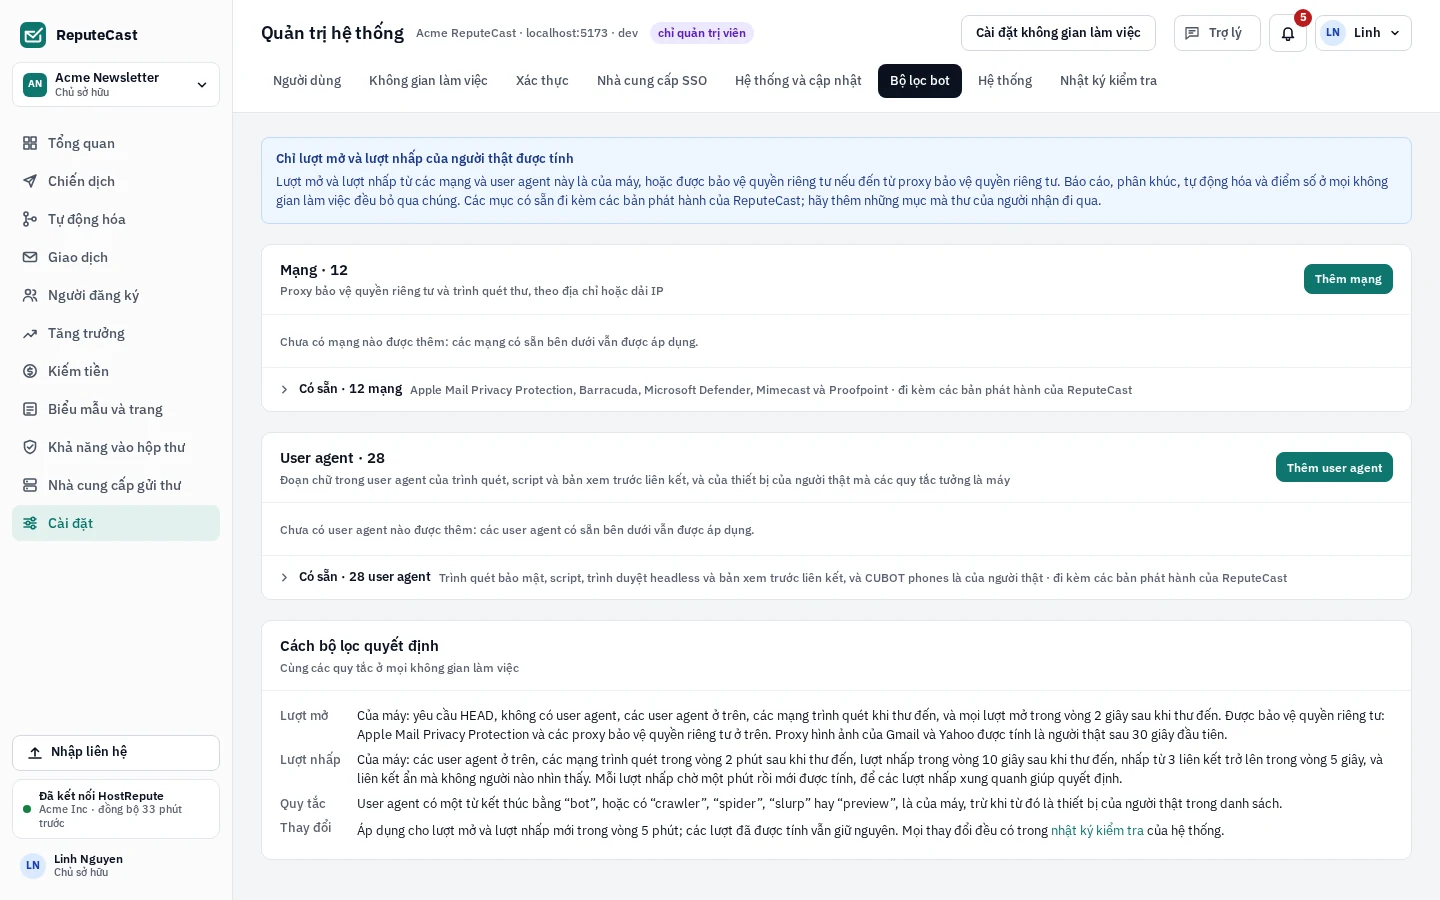 ReputeCast
AN
Acme Newsletter
Chủ sở hữu
Tổng quan
Chiến dịch
Tự động hóa
Giao dịch
Người đăng ký
Tăng trưởng
Kiếm tiền
Biểu mẫu và trang
Khả năng vào hộp thư
Nhà cung cấp gửi thư
Cài đặt
Nhập liên hệ
Đã kết nối HostRepute
Acme Inc · đồng bộ 33 phút
trước
LN
Linh Nguyen
Chủ sở hữu
Quản trị hệ thống
Acme ReputeCast · localhost:5173 · dev
chỉ quản trị viên
Cài đặt không gian làm việc
Trợ lý
5
LN
Linh
Người dùng
Không gian làm việc
Xác thực
Nhà cung cấp SSO
Hệ thống và cập nhật
Bộ lọc bot
Hệ thống
Nhật ký kiểm tra
Chỉ lượt mở và lượt nhấp của người thật được tính
Lượt mở và lượt nhấp từ các mạng và user agent này là của máy, hoặc được bảo vệ quyền riêng tư nếu đến từ proxy bảo vệ quyền riêng tư. Báo cáo, phân khúc, tự động hóa và điểm số ở mọi không
gian làm việc đều bỏ qua chúng. Các mục có sẵn đi kèm các bản phát hành của ReputeCast; hãy thêm những mục mà thư của người nhận đi qua.
Mạng · 12
Proxy bảo vệ quyền riêng tư và trình quét thư, theo địa chỉ hoặc dải IP
Thêm mạng
Chưa có mạng nào được thêm: các mạng có sẵn bên dưới vẫn được áp dụng.
Có sẵn · 12 mạng
Apple Mail Privacy Protection, Barracuda, Microsoft Defender, Mimecast và Proofpoint · đi kèm các bản phát hành của ReputeCast
User agent · 28
Đoạn chữ trong user agent của trình quét, script và bản xem trước liên kết, và của thiết bị của người thật mà các quy tắc tưởng là máy
Thêm user agent
Chưa có user agent nào được thêm: các user agent có sẵn bên dưới vẫn được áp dụng.
Có sẵn · 28 user agent
Trình quét bảo mật, script, trình duyệt headless và bản xem trước liên kết, và CUBOT phones là của người thật · đi kèm các bản phát hành của ReputeCast
Cách bộ lọc quyết định
Cùng các quy tắc ở mọi không gian làm việc
Lượt mở
Của máy: yêu cầu HEAD, không có user agent, các user agent ở trên, các mạng trình quét khi thư đến, và mọi lượt mở trong vòng 2 giây sau khi thư đến. Được bảo vệ quyền riêng tư:
Apple Mail Privacy Protection và các proxy bảo vệ quyền riêng tư ở trên. Proxy hình ảnh của Gmail và Yahoo được tính là người thật sau 30 giây đầu tiên.
Lượt nhấp
Của máy: các user agent ở trên, các mạng trình quét trong vòng 2 phút sau khi thư đến, lượt nhấp trong vòng 10 giây sau khi thư đến, nhấp từ 3 liên kết trở lên trong vòng 5 giây, và
liên kết ẩn mà không người nào nhìn thấy. Mỗi lượt nhấp chờ một phút rồi mới được tính, để các lượt nhấp xung quanh giúp quyết định.
Quy tắc
User agent có một từ kết thúc bằng “bot”, hoặc có “crawler”, “spider”, “slurp” hay “preview”, là của máy, trừ khi từ đó là thiết bị của người thật trong danh sách.
Thay đổi
Áp dụng cho lượt mở và lượt nhấp mới trong vòng 5 phút; các lượt đã được tính vẫn giữ nguyên. Mọi thay đổi đều có trong nhật ký kiểm tra của hệ thống.